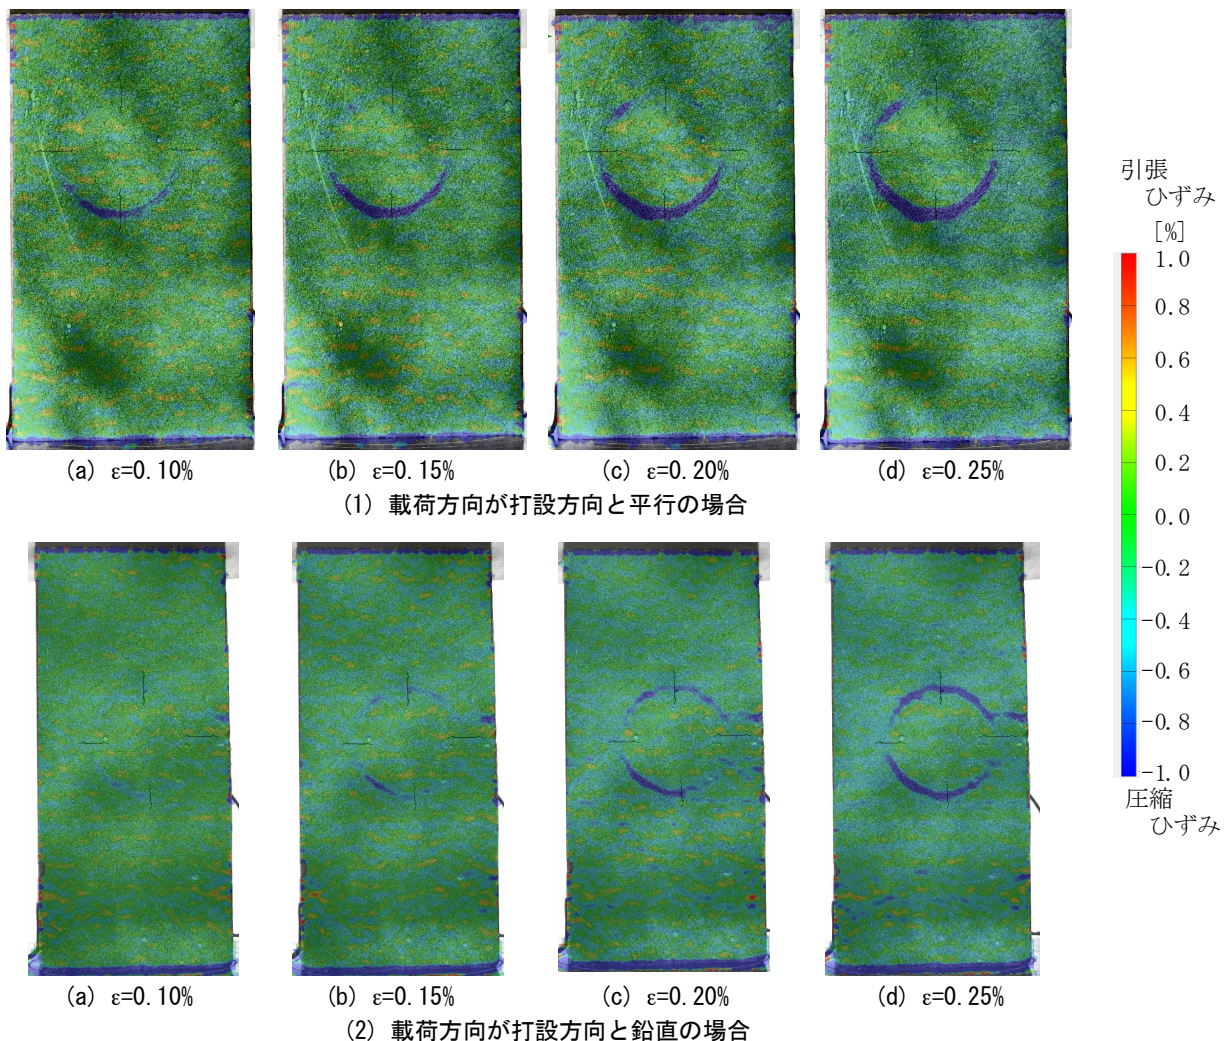 (a) ε=0.10%
(b) ε=0.15%
(c) ε=0.20%
(d) ε=0.25%
(1) 載荷方向が打設方向と平行の場合
引張
ひずみ
[%]
1.0
0.8
0.6
0.4
0.2
0.0
-0.2
-0.4
-0.6
-0.8
-1.0
圧縮
ひずみ
(a) ε=0.10%
(b) ε=0.15%
(c) ε=0.20%
(d) ε=0.25%
(2) 載荷方向が打設方向と鉛直の場合